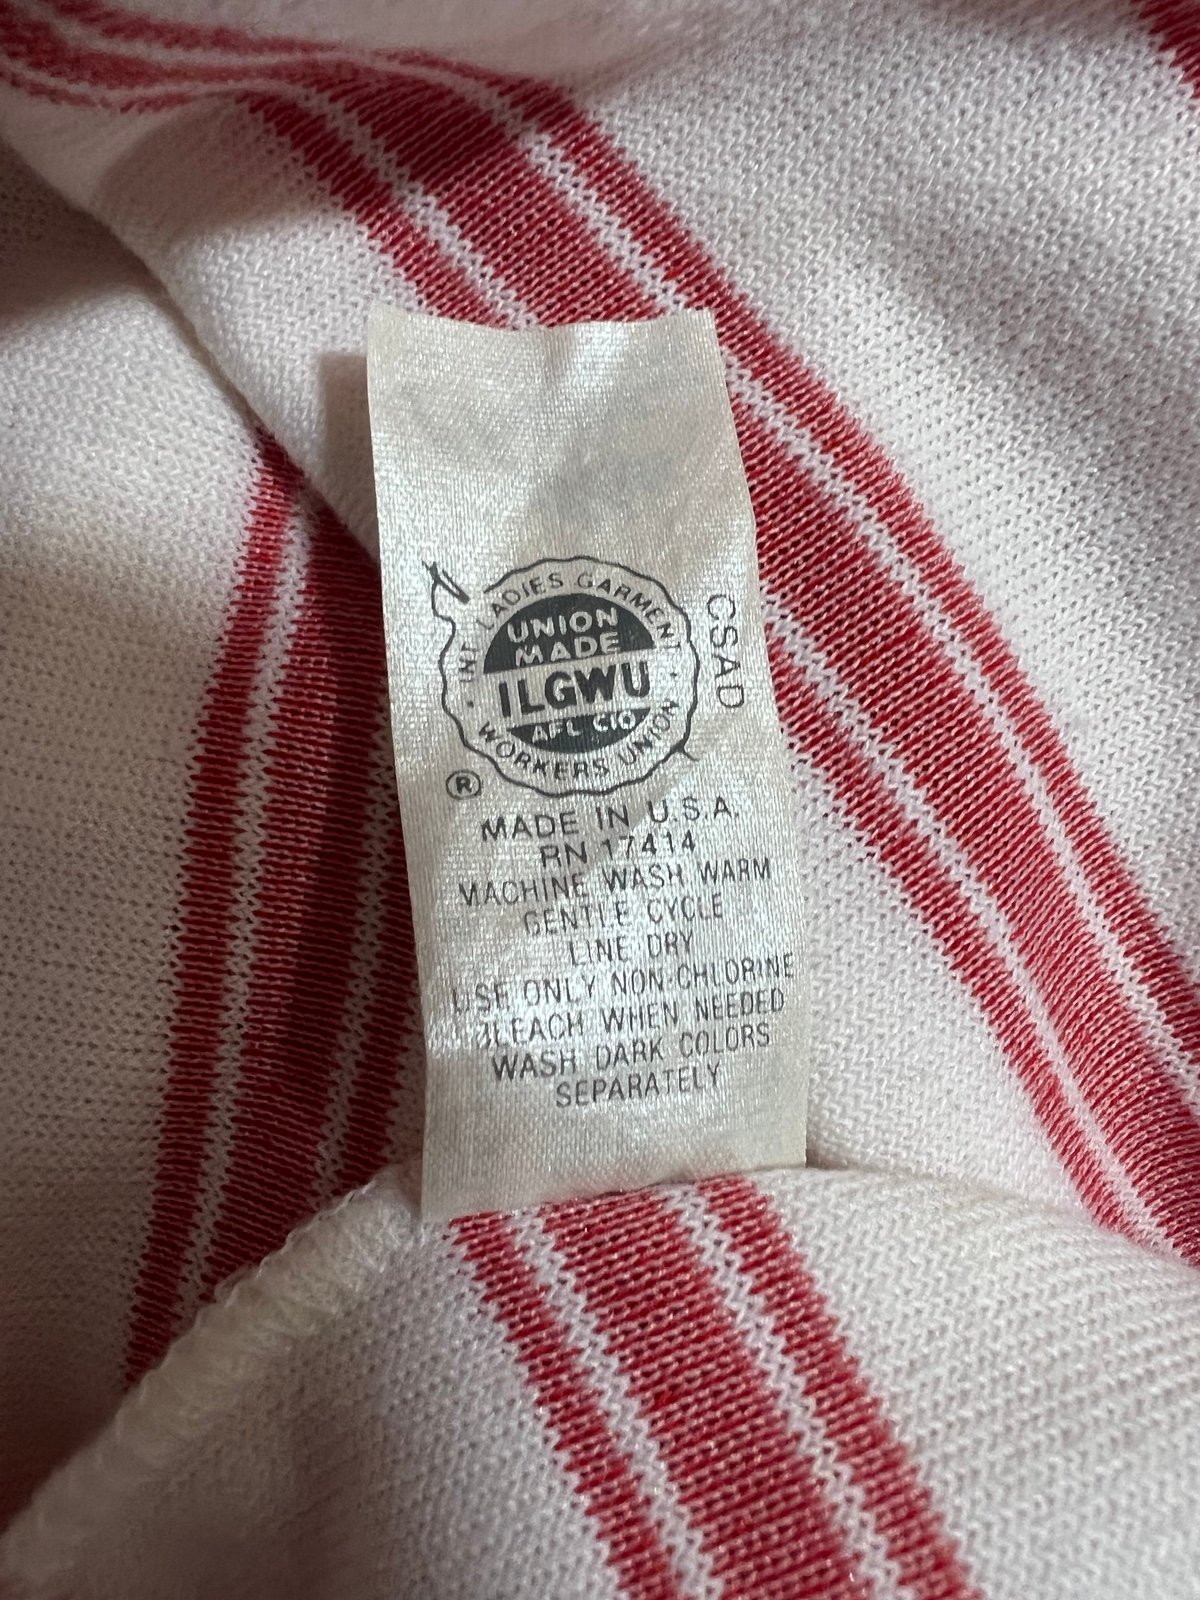 INT LADIES GARMENT
UNION
MADE
ILGWU
AFL CIO
WORKERS UNION
®
CSAD
MADE IN U.S.A.
RN 17414
MACHINE WASH WARM
GENTLE CYCLE
LINE DRY
USE ONLY NON CHLORINE
BLEACH WHEN NEEDED
WASH DARK COLORS
SEPARATELY